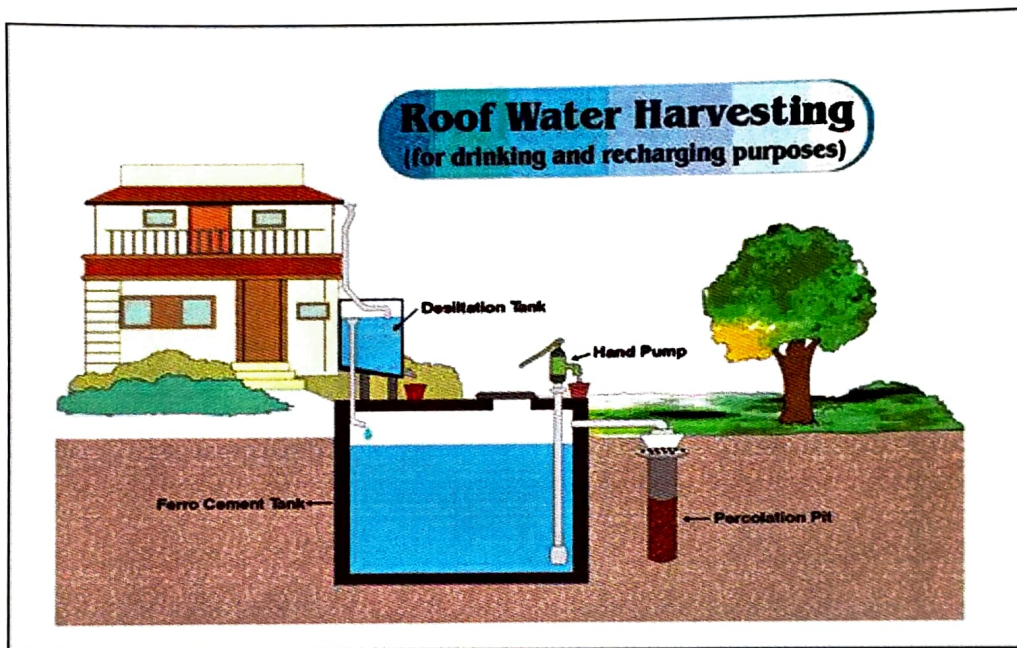 Roof Water Harvesting
(for drinking and recharging purposes)
Desiltation Tank
Hand Pump
Ferro Cement Tank
Percolation Pit